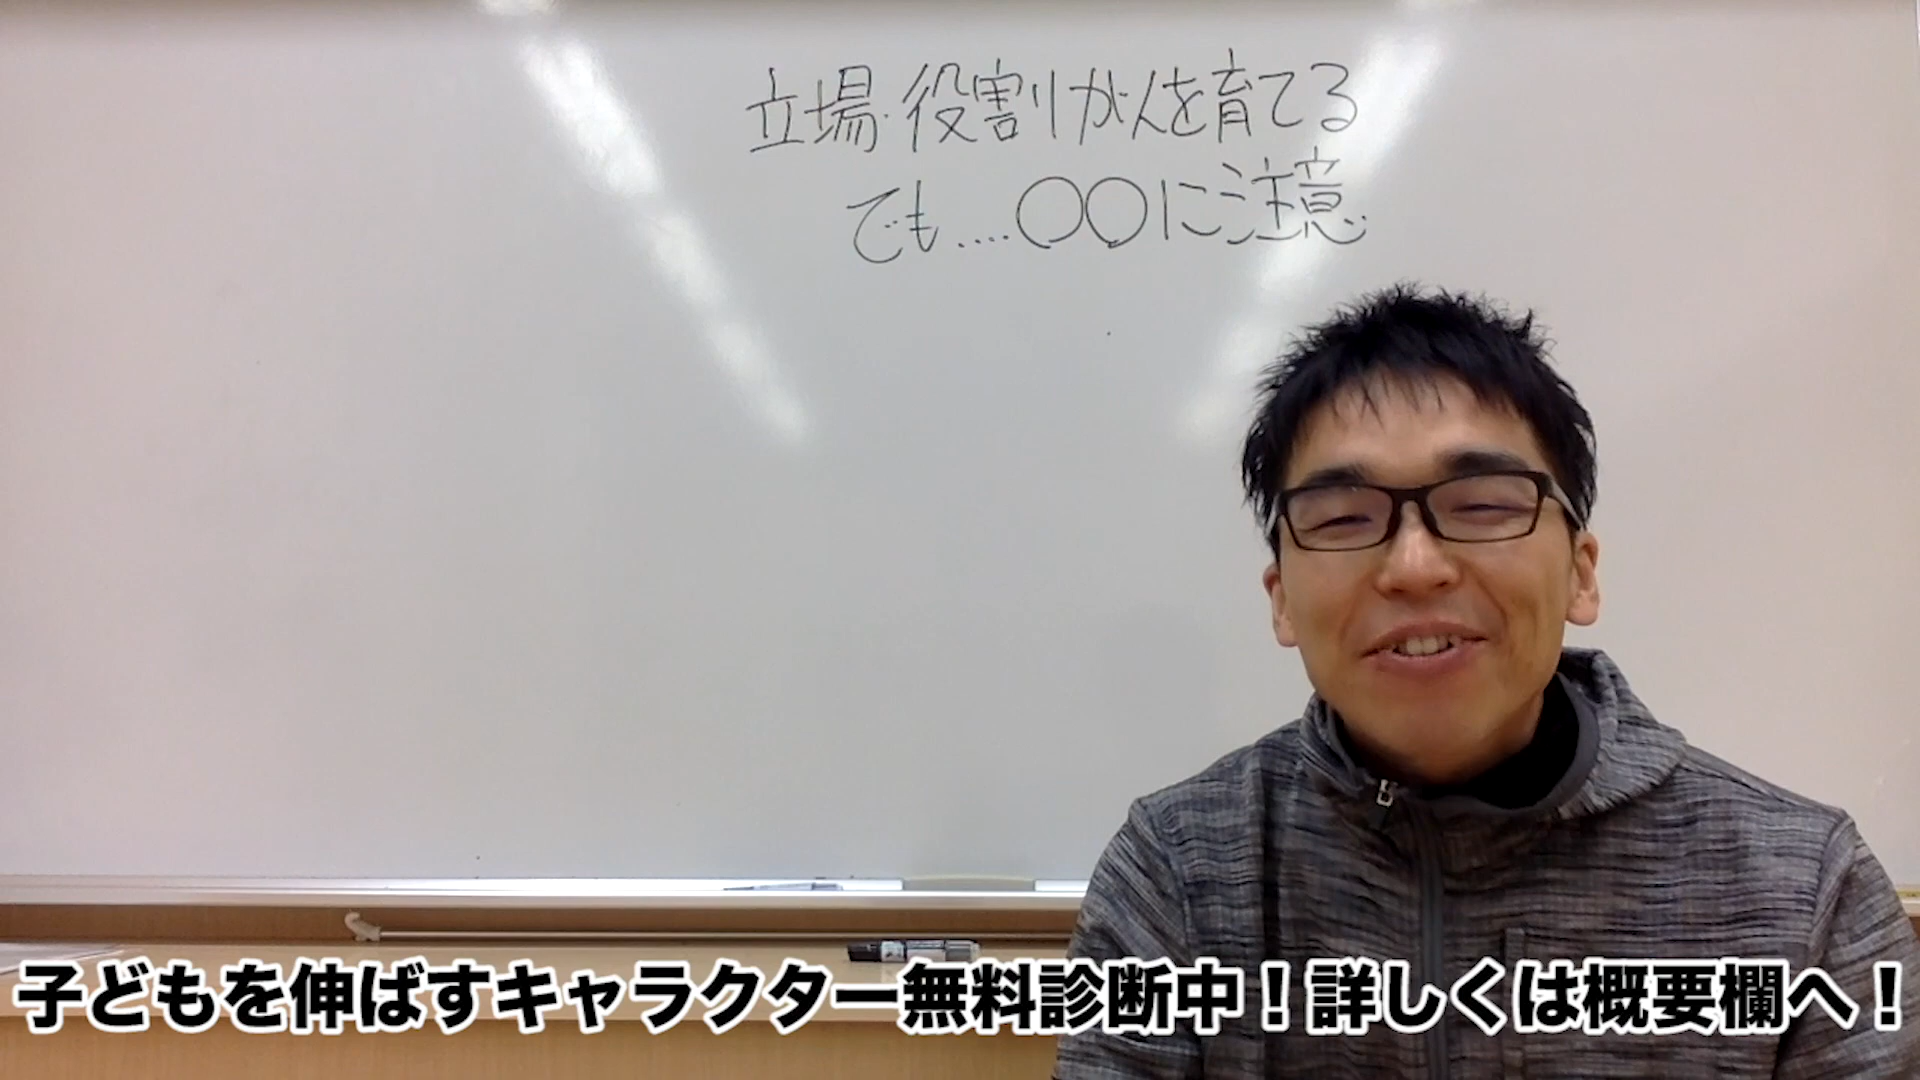 立場・役割が人を育てる
でも....〇〇に注意
子どもを伸ばすキャラクター無料診断中！詳しくは概要欄へ！